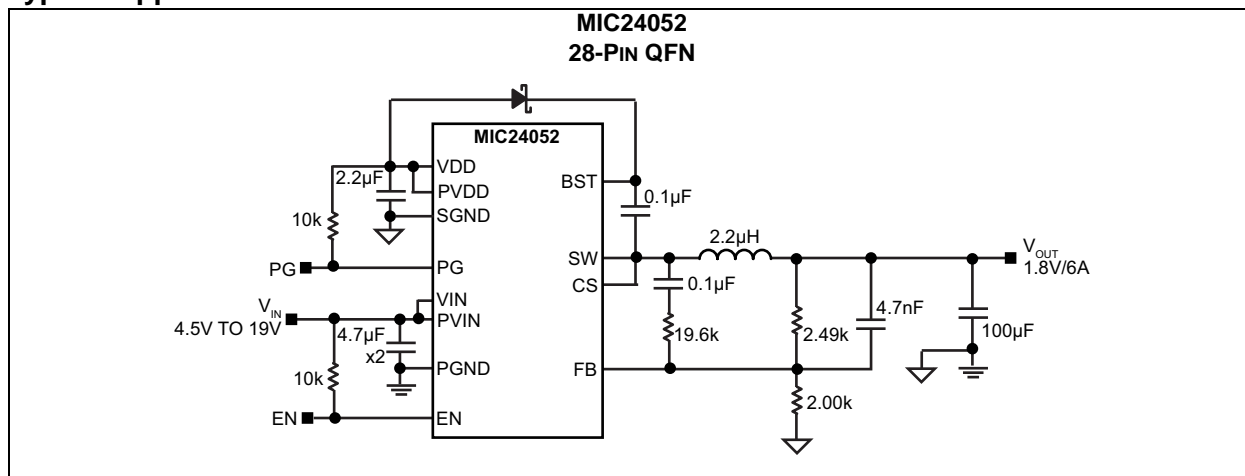 MIC24052
28-PIN QFN
MIC24052
VDD
2.2µF
PVDD
BST
SGND
0.1µF
10k
2.2µH
SW
V_OUT
1.8V/6A
PG
PG
CS
0.1µF
VIN
V_IN
4.5V TO 19V
PVIN
4.7nF
4.7µF
x2
19.6k
2.49k
100µF
PGND
FB
10k
2.00k
EN
EN